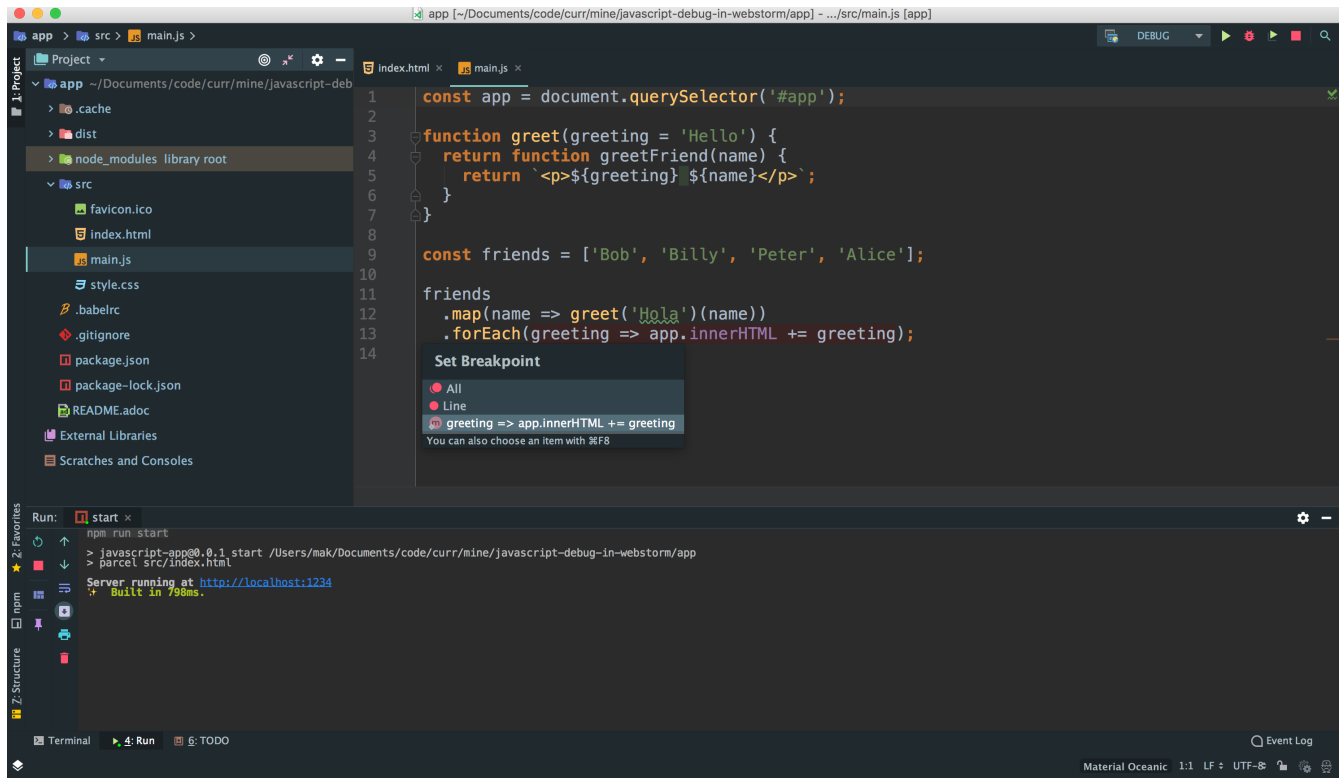 app [~/Documents/code/curr/mine/javascript-debug-in-webstorm/app] - .../src/main.js [app]
app > src > JS main.js >
DEBUG
1: Project
Project
app ~/Documents/code/curr/mine/javascript-deb
.cache
dist
node_modules library root
src
favicon.ico
index.html
main.js
style.css
.babelrc
.gitignore
package.json
package-lock.json
README.adoc
External Libraries
Scratches and Consoles
index.html ×
main.js ×
1 const app = document.querySelector('#app');
2
3 function greet(greeting = 'Hello') {
4 return function greetFriend(name) {
5 return `<p>${greeting} ${name}</p>`;
6 }
7 }
8
9 const friends = ['Bob', 'Billy', 'Peter', 'Alice'];
10
11 friends
12 .map(name => greet('Hola')(name))
13 .forEach(greeting => app.innerHTML += greeting);
14
Set Breakpoint
All
Line
greeting => app.innerHTML += greeting
You can also choose an item with ⌘F8
2: Favorites
npm
7: Structure
Run: start ×
npm run start
> javascript-app@0.0.1 start /Users/mak/Documents/code/curr/mine/javascript-debug-in-webstorm/app
> parcel src/index.html
Server running at http://localhost:1234
✨ Built in 798ms.
Terminal
4: Run
6: TODO
Event Log
Material Oceanic 1:1 LF UTF-8